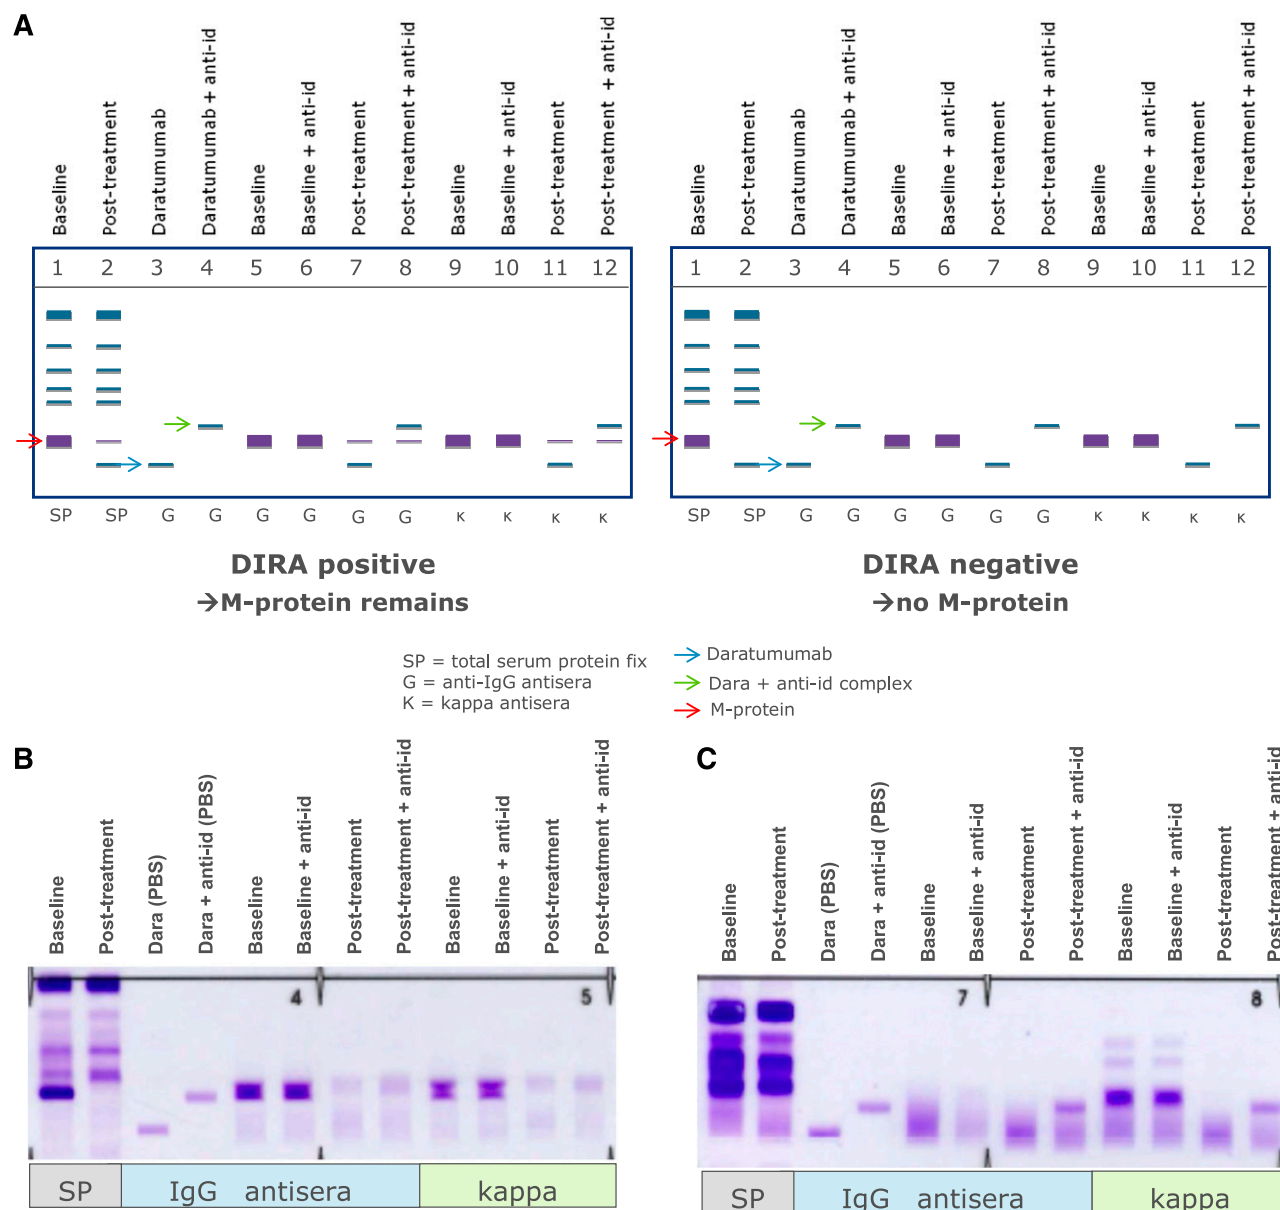 A
Baseline
Post-treatment
Daratumumab
Daratumumab + anti-id
Baseline
Baseline + anti-id
Post-treatment
Post-treatment + anti-id
Baseline
Baseline + anti-id
Post-treatment
Post-treatment + anti-id
Baseline
Post-treatment
Daratumumab
Daratumumab + anti-id
Baseline
Baseline + anti-id
Post-treatment
Post-treatment + anti-id
Baseline
Baseline + anti-id
Post-treatment
Post-treatment + anti-id
1 2 3 4 5 6 7 8 9 10 11 12
1 2 3 4 5 6 7 8 9 10 11 12
SP SP G G G G G G κ κ κ κ
SP SP G G G G G G κ κ κ κ
DIRA positive
→M-protein remains
DIRA negative
→no M-protein
SP = total serum protein fix
G = anti-IgG antisera
K = kappa antisera
Daratumumab
Dara + anti-id complex
M-protein
B
Baseline
Post-treatment
Dara (PBS)
Dara + anti-id (PBS)
Baseline
Baseline + anti-id
Post-treatment
Post-treatment + anti-id
Baseline
Baseline + anti-id
Post-treatment
Post-treatment + anti-id
4 5
SP IgG antisera kappa
C
Baseline
Post-treatment
Dara (PBS)
Dara + anti-id (PBS)
Baseline
Baseline + anti-id
Post-treatment
Post-treatment + anti-id
Baseline
Baseline + anti-id
Post-treatment
Post-treatment + anti-id
7 8
SP IgG antisera kappa